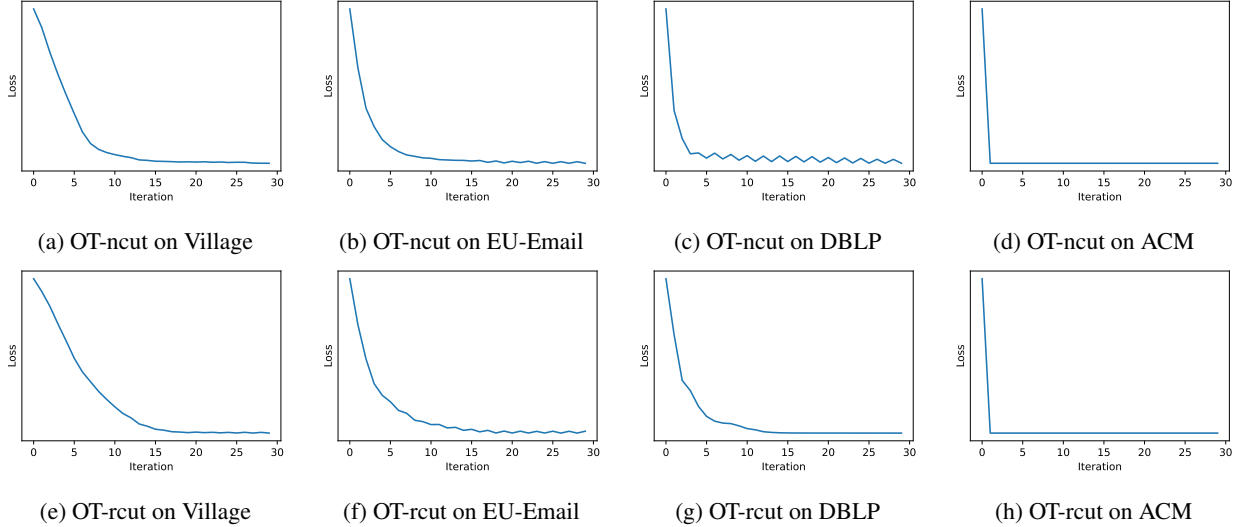 Loss
0 5 10 15 20 25 30
Iteration
(a) OT-ncut on Village
Loss
0 5 10 15 20 25 30
Iteration
(b) OT-ncut on EU-Email
Loss
0 5 10 15 20 25 30
Iteration
(c) OT-ncut on DBLP
Loss
0 5 10 15 20 25 30
Iteration
(d) OT-ncut on ACM
Loss
0 5 10 15 20 25 30
Iteration
(e) OT-rcut on Village
Loss
0 5 10 15 20 25 30
Iteration
(f) OT-rcut on EU-Email
Loss
0 5 10 15 20 25 30
Iteration
(g) OT-rcut on DBLP
Loss
0 5 10 15 20 25 30
Iteration
(h) OT-rcut on ACM